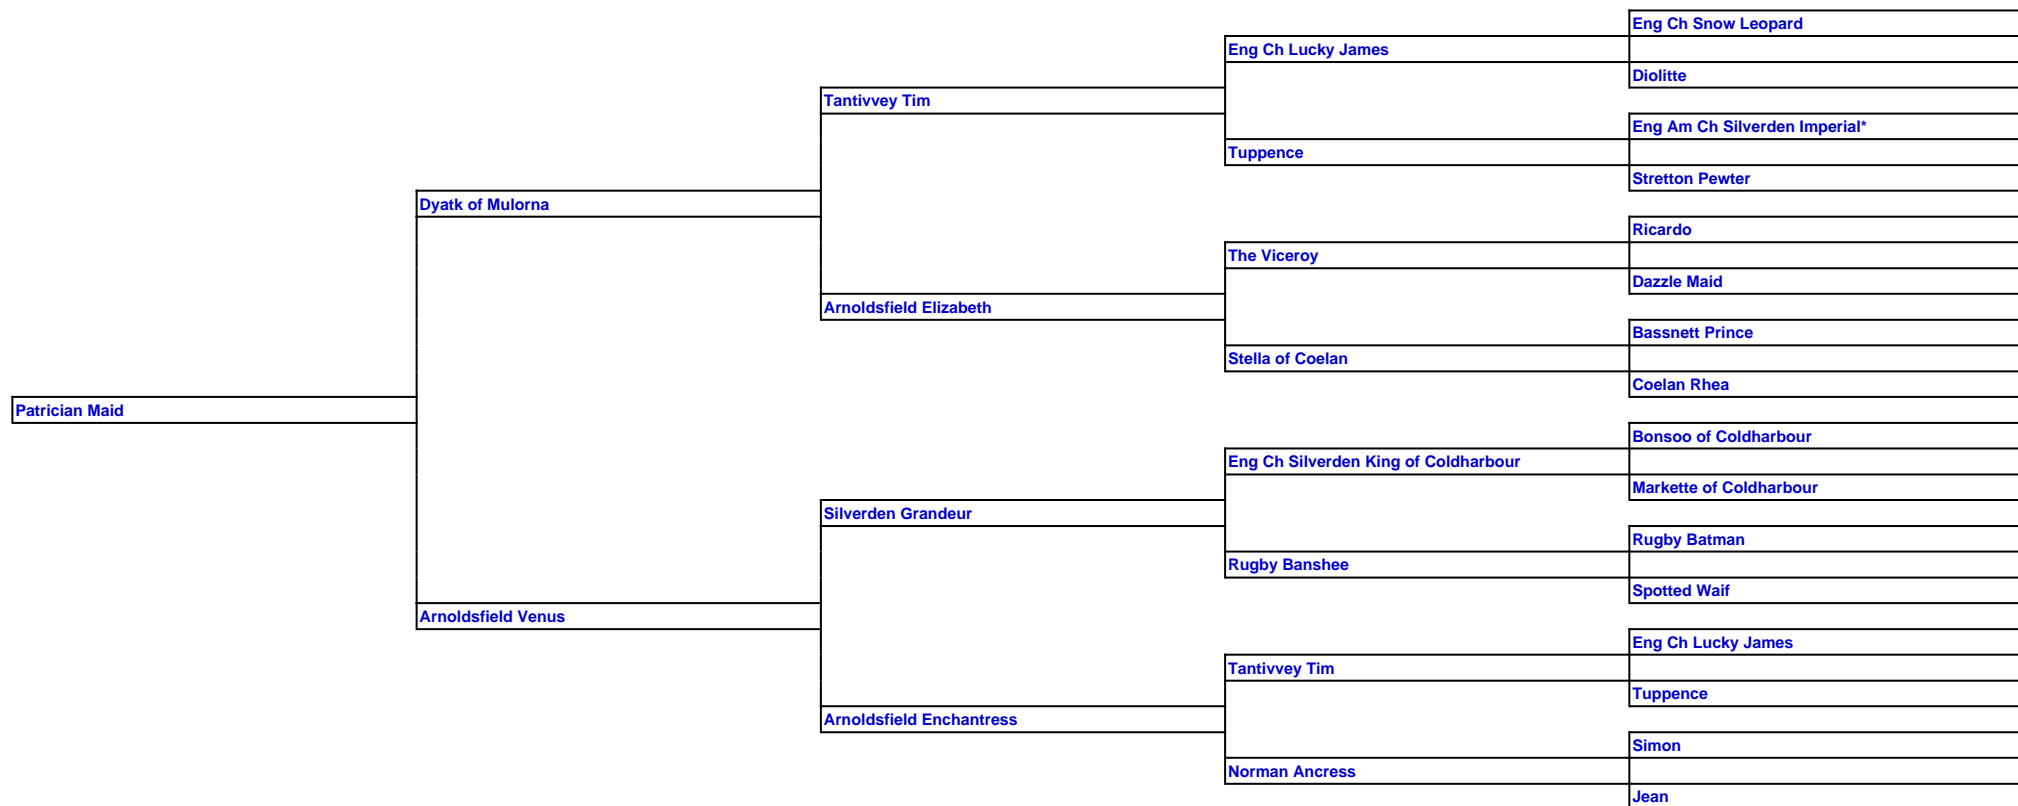 Eng Ch Snow Leopard
Eng Ch Lucky James
Diolitte
Tantivvey Tim
Eng Am Ch Silverden Imperial*
Tuppence
Stretton Pewter
Dyatk of Mulorna
Ricardo
The Viceroy
Dazzle Maid
Arnoldsfield Elizabeth
Bassnett Prince
Stella of Coelan
Coelan Rhea
Patrician Maid
Bonsoo of Coldharbour
Eng Ch Silverden King of Coldharbour
Markette of Coldharbour
Silverden Grandeur
Rugby Batman
Rugby Banshee
Spotted Waif
Arnoldsfield Venus
Eng Ch Lucky James
Tantivvey Tim
Tuppence
Arnoldsfield Enchantress
Simon
Norman Ancress
Jean